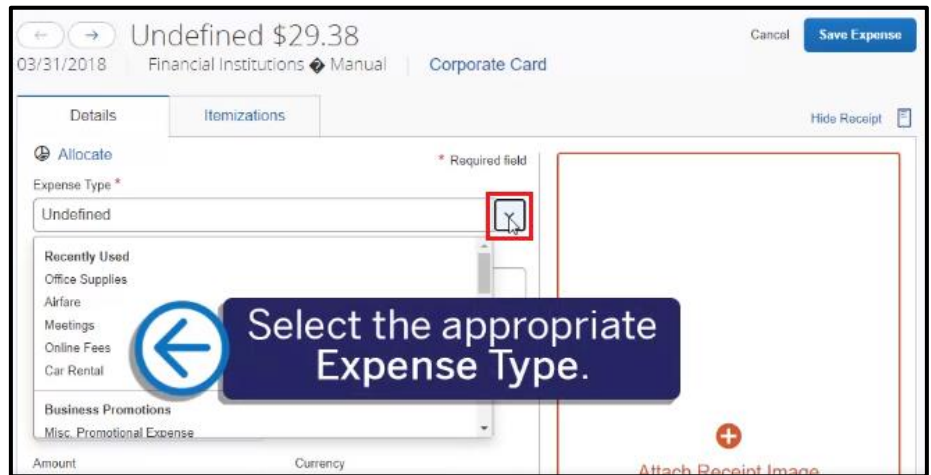 Undefined $29.38
Cancel
Save Expense
03/31/2018
Financial Institutions � Manual
Corporate Card
Details
Itemizations
Hide Receipt
Allocate
* Required field
Expense Type *
Undefined
Recently Used
Office Supplies
Airfare
Meetings
Online Fees
Car Rental
Select the appropriate
Expense Type.
Business Promotions
Misc. Promotional Expense
Amount
Currency
Attach Receipt Image